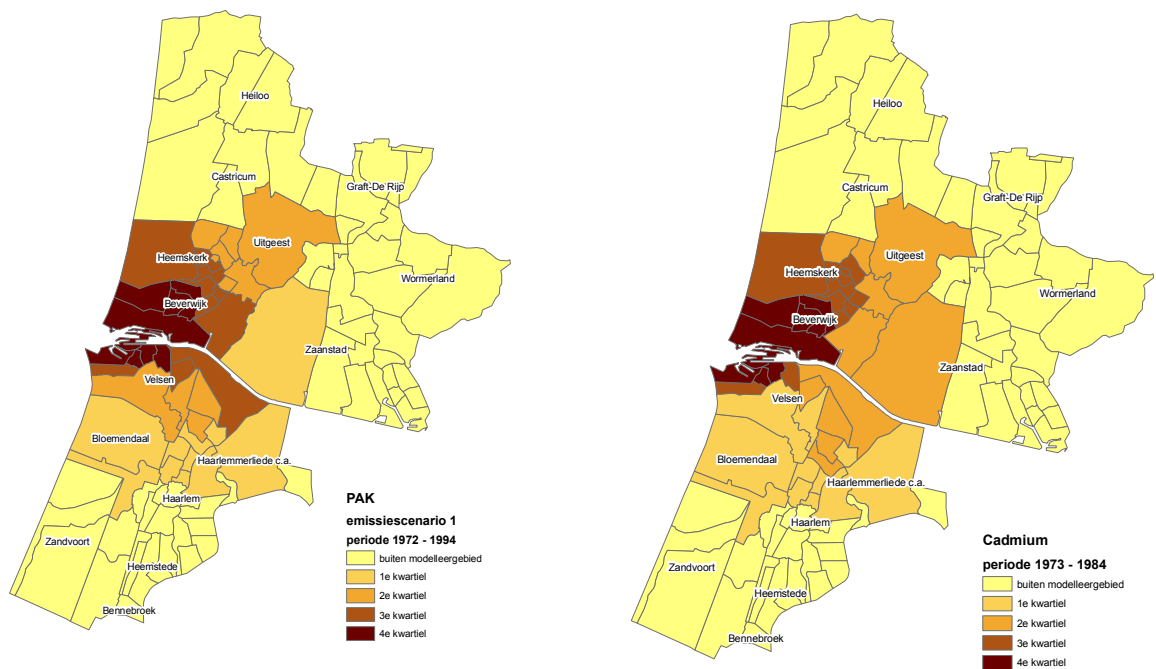 Heiloo
Castricum
Graft-De Rijp
Uitgeest
Heemskerk
Wormerland
Beverwijk
Zaanstad
Velsen
Bloemendaal
Haarlemmerliede c.a.
Haarlem
Zandvoort
Heemstede
Bennebroek
PAK
emissiescenario 1
periode 1972 - 1994
buiten modelleergebied
1e kwartiel
2e kwartiel
3e kwartiel
4e kwartiel
Heiloo
Castricum
Graft-De Rijp
Uitgeest
Heemskerk
Wormerland
Beverwijk
Zaanstad
Velsen
Bloemendaal
Haarlemmerliede c.a.
Haarlem
Zandvoort
Heemstede
Bennebroek
Cadmium
periode 1973 - 1984
buiten modelleergebied
1e kwartiel
2e kwartiel
3e kwartiel
4e kwartiel